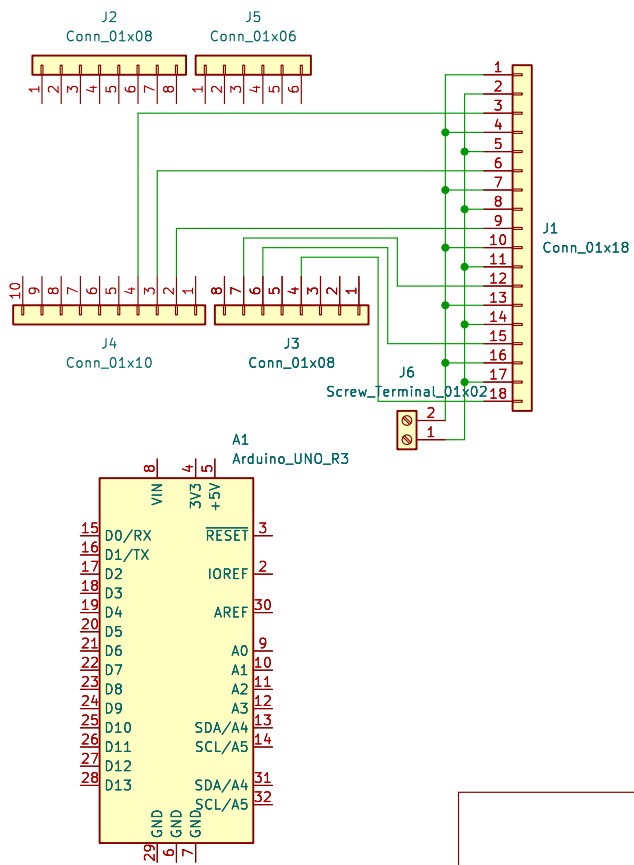 J2
Conn_01x08
J5
Conn_01x06
1 2 3 4 5 6 7 8
1 2 3 4 5 6
1
2
3
4
5
6
7
8
9
10
11
12
13
14
15
16
17
18
J1
Conn_01x18
10 9 8 7 6 5 4 3 2 1
8 7 6 5 4 3 2 1
J4
Conn_01x10
J3
Conn_01x08
J6
Screw_Terminal_01x02
2
1
A1
Arduino_UNO_R3
8 4 5
VIN 3V3 +5V
15 D0/RX RESET 3
16 D1/TX
17 D2 IOREF 2
18 D3
19 D4 AREF 30
20 D5
21 D6 A0 9
22 D7 A1 10
23 D8 A2 11
24 D9 A3 12
25 D10 SDA/A4 13
26 D11 SCL/A5 14
27 D12
28 D13 SDA/A4 31
SCL/A5 32
GND GND GND
29 6 7